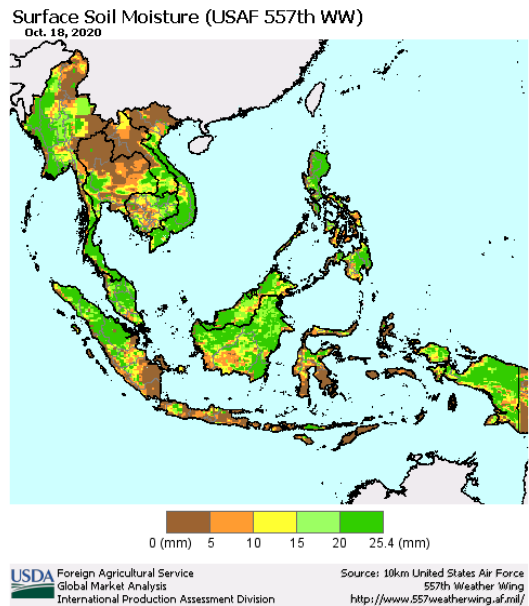 Surface Soil Moisture (USAF 557th WW)
Oct. 18, 2020
0 (mm) 5 10 15 20 25.4 (mm)
USDA Foreign Agricultural Service
Global Market Analysis
International Production Assessment Division
Source: 10km United States Air Force
557th Weather Wing
http://www.557weatherwing.af.mil/